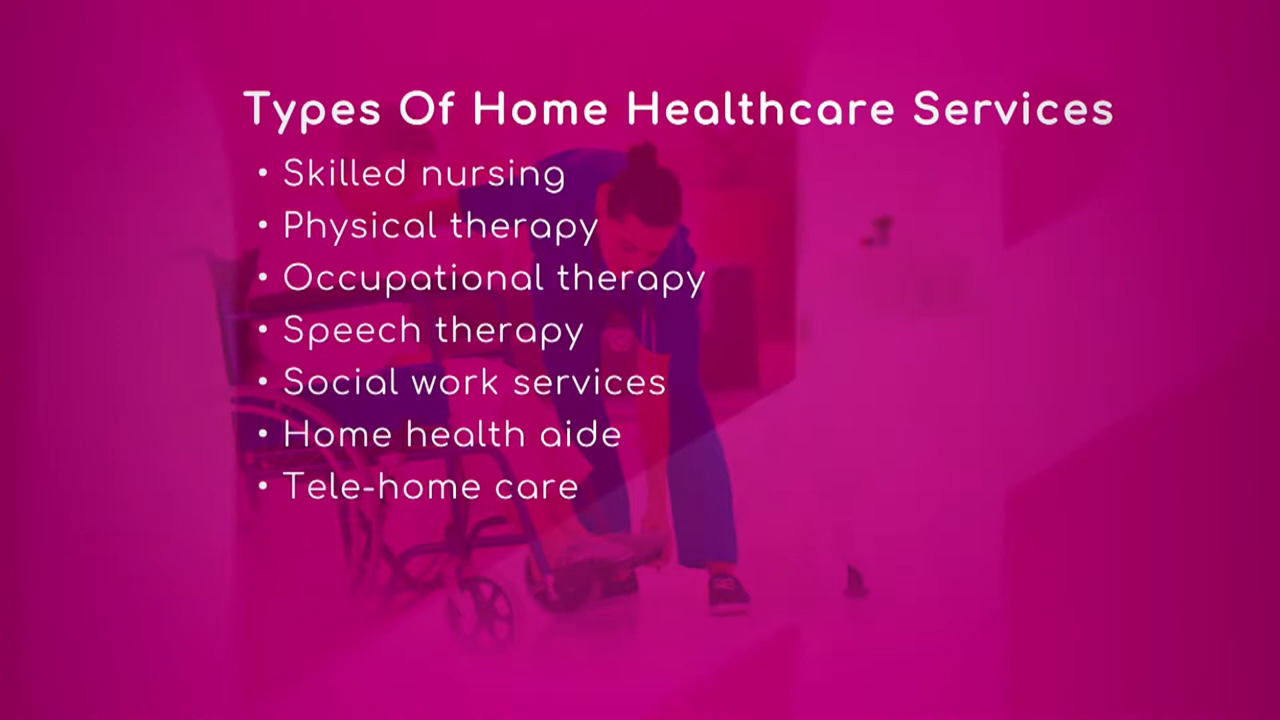 Types Of Home Healthcare Services
• Skilled nursing
• Physical therapy
• Occupational therapy
• Speech therapy
• Social work services
• Home health aide
• Tele-home care